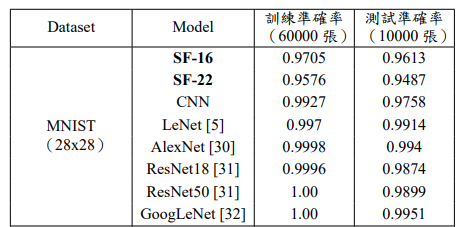 Dataset Model 訓練準確率 測試準確率
（60000 張） （10000 張）
MNIST
（28x28）
SF-16 0.9705 0.9613
SF-22 0.9576 0.9487
CNN 0.9927 0.9758
LeNet [5] 0.997 0.9914
AlexNet [30] 0.9998 0.994
ResNet18 [31] 0.9996 0.9874
ResNet50 [31] 1.00 0.9899
GoogLeNet [32] 1.00 0.9951